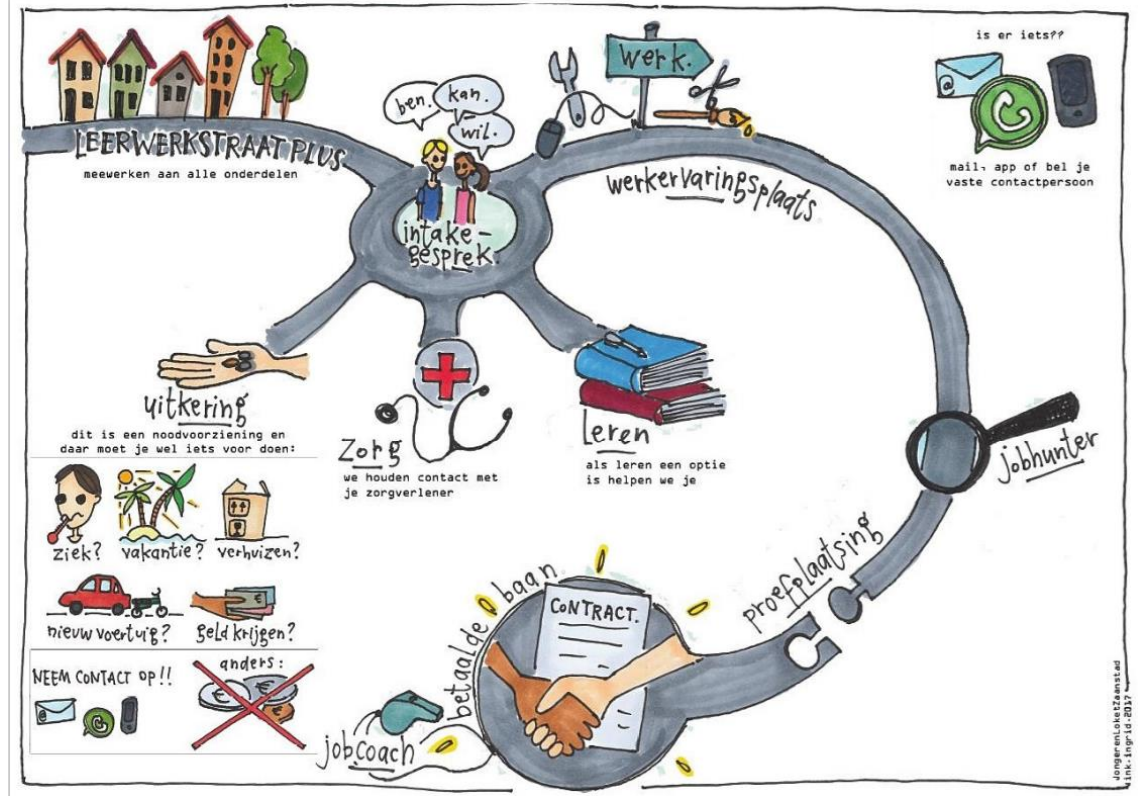 LEERWERKSTRAAT PLUS
meewerken aan alle onderdelen
ben.
kan.
wil.
intake-
gesprek.
werk.
werkervaringsplaats
is er iets??
@
mail, app of bel je
vaste contactpersoon
uitkering
dit is een noodvoorziening en
daar moet je wel iets voor doen:
ziek?
vakantie?
verhuizen?
nieuw voertuig?
geld krijgen?
NEEM CONTACT OP!!
@
anders:
€
€
€
Zorg
we houden contact met
je zorgverlener
Leren
als leren een optie
is helpen we je
jobhunter
proefplaatsing
betaalde baan
CONTRACT.
jobcoach
JongerenLoketZaanstad
ink-ingrid-2017